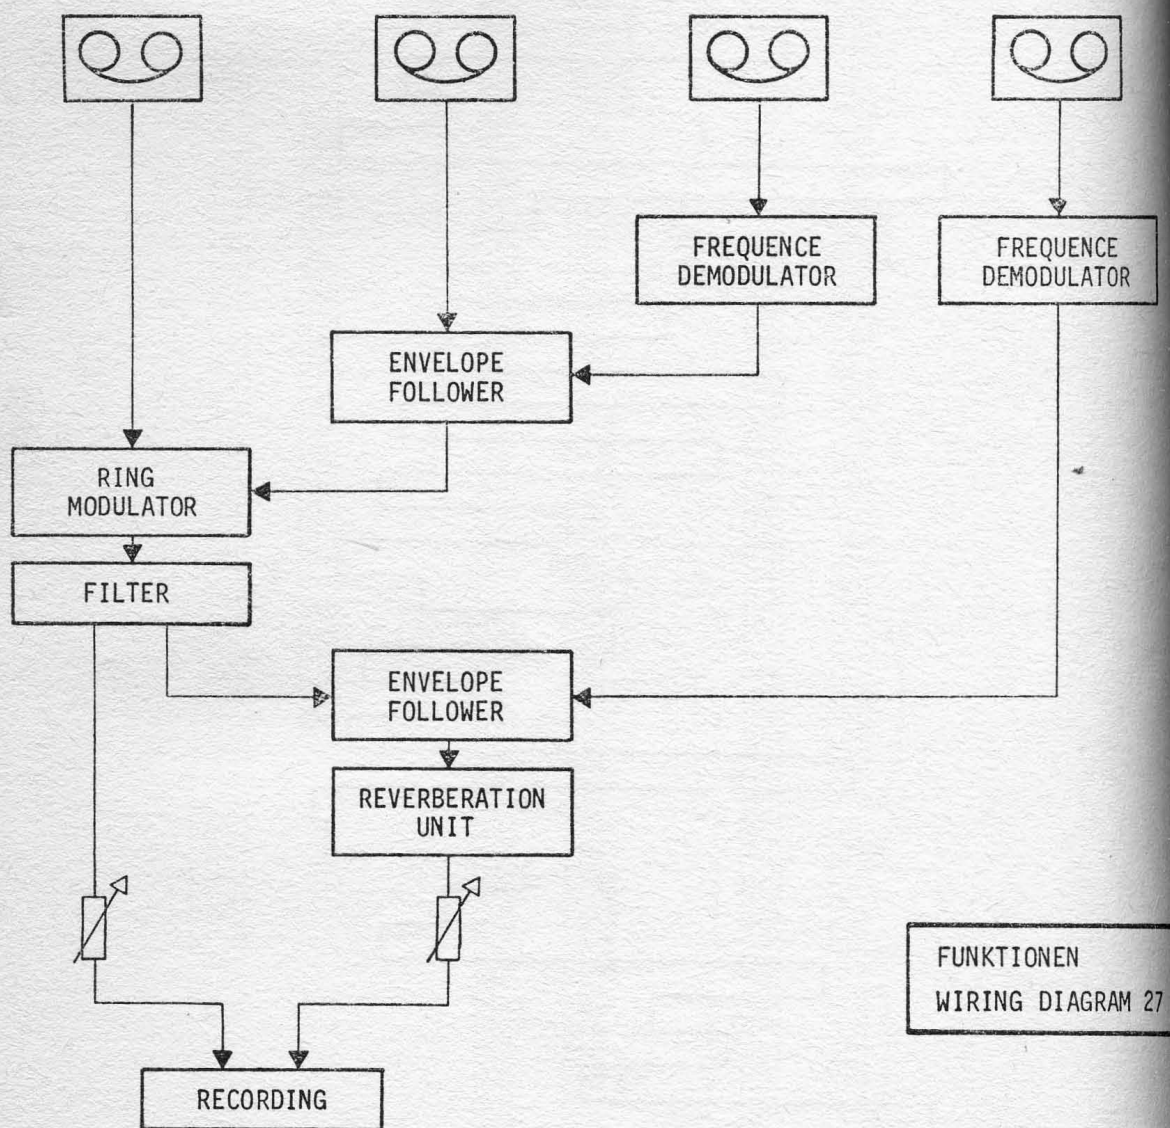 FREQUENCE
DEMODULATOR
FREQUENCE
DEMODULATOR
ENVELOPE
FOLLOWER
RING
MODULATOR
FILTER
ENVELOPE
FOLLOWER
REVERBERATION
UNIT
FUNKTIONEN
WIRING DIAGRAM 27
RECORDING